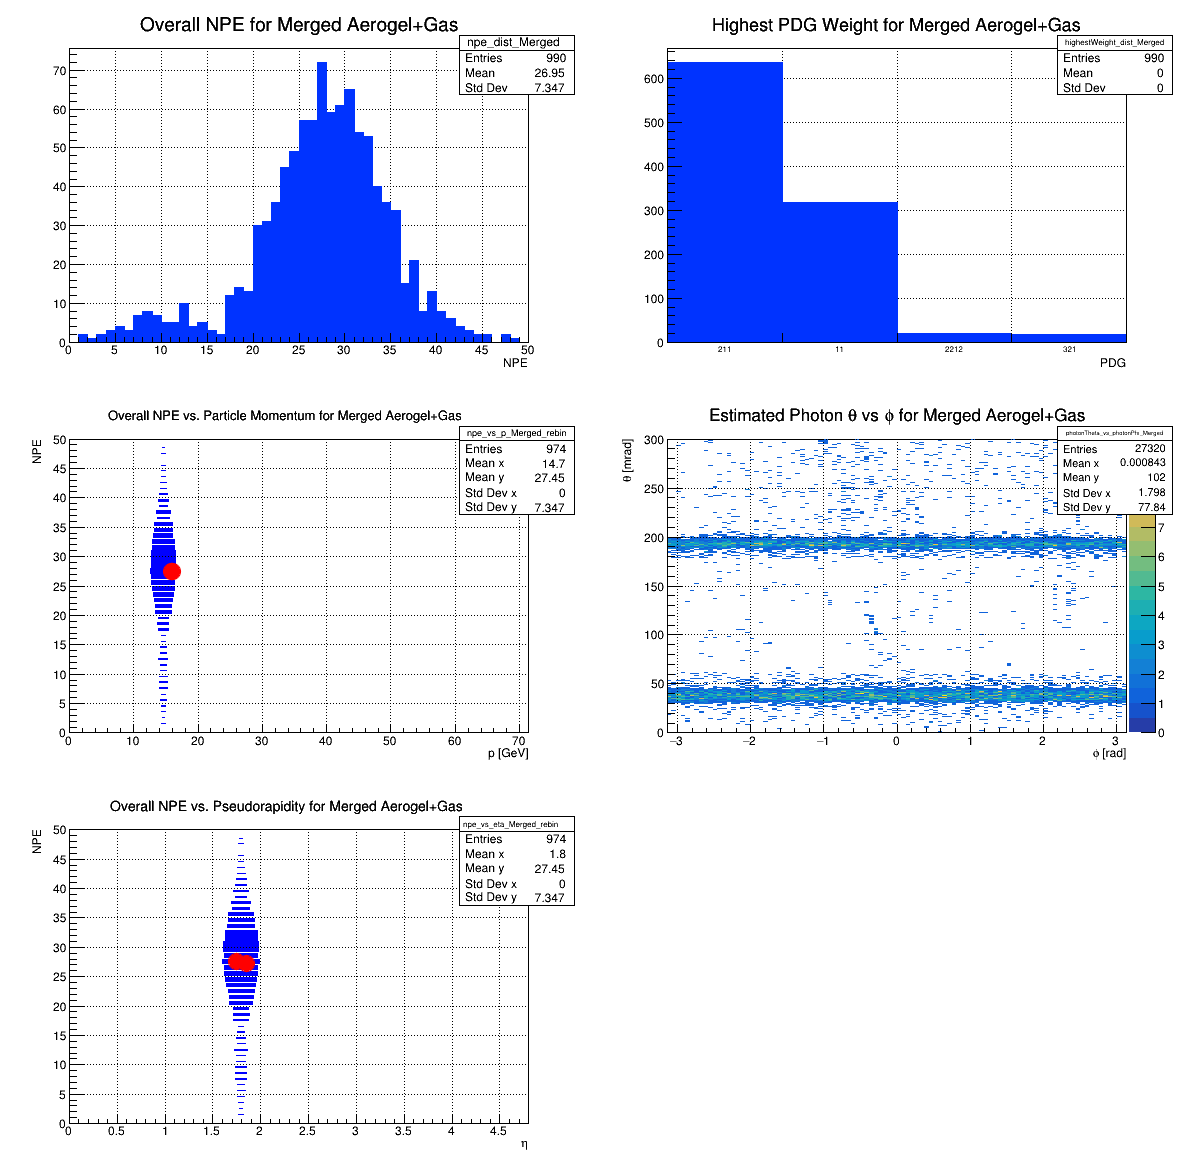 Overall NPE for Merged Aerogel+Gas
npe_dist_Merged
Entries 990
Mean 26.95
Std Dev 7.347
70
60
50
40
30
20
10
0
0 5 10 15 20 25 30 35 40 45 50
NPE
Highest PDG Weight for Merged Aerogel+Gas
highestWeight_dist_Merged
Entries 990
Mean 0
Std Dev 0
600
500
400
300
200
100
0
211 11 2212 321
PDG
Overall NPE vs. Particle Momentum for Merged Aerogel+Gas
npe_vs_p_Merged_rebin
Entries 974
Mean x 14.7
Mean y 27.45
Std Dev x 0
Std Dev y 7.347
NPE
50
45
40
35
30
25
20
15
10
5
0
0 10 20 30 40 50 60 70
p [GeV]
Estimated Photon θ vs ϕ for Merged Aerogel+Gas
photonTheta_vs_photonPhi_Merged
Entries 27320
Mean x 0.000843
Mean y 102
Std Dev x 1.798
Std Dev y 77.84
θ [mrad]
300
250
200
150
100
50
0
−3 −2 −1 0 1 2 3
ϕ [rad]
7
6
5
4
3
2
1
0
Overall NPE vs. Pseudorapidity for Merged Aerogel+Gas
npe_vs_eta_Merged_rebin
Entries 974
Mean x 1.8
Mean y 27.45
Std Dev x 0
Std Dev y 7.347
NPE
50
45
40
35
30
25
20
15
10
5
0
0 0.5 1 1.5 2 2.5 3 3.5 4 4.5
η